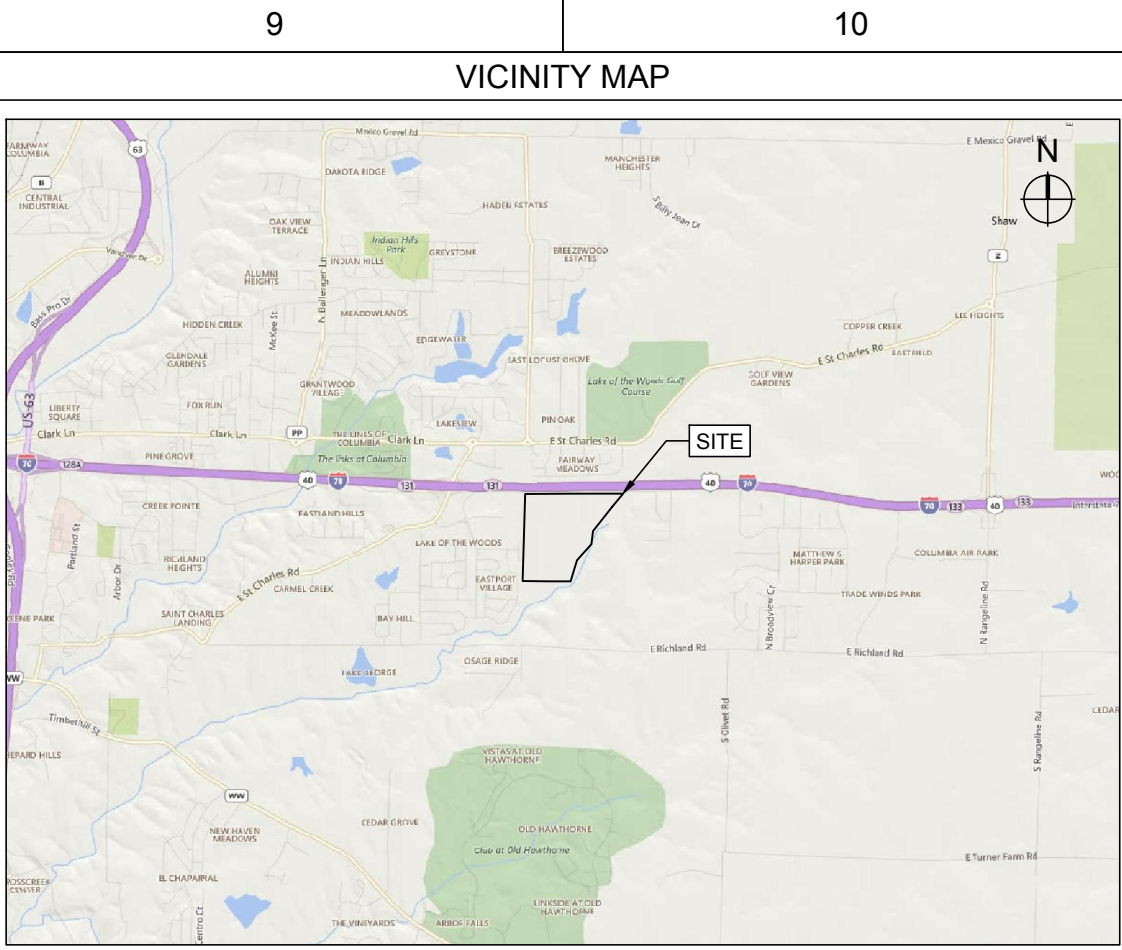 9
10
VICINITY MAP
Mexico Gravel Rd
E Mexico Gravel Rd
N
FARMWAY
COLUMBIA
63
B
CENTRAL
INDUSTRIAL
DAKOTA RIDGE
MANCHESTER
HEIGHTS
HADEN ESTATES
S Billy Jean Dr
OAK VIEW
TERRACE
Shaw
Indian Hills
Park
GREYSTONE
BREEZEWOOD
ESTATES
Vandiver Dr
INDIAN HILLS
Z
ALUMNI
HEIGHTS
N Ballenger Ln
Bass Pro Dr
MEADOWLANDS
LEE HEIGHTS
HIDDEN CREEK
McKee St
COPPER CREEK
EDGEWATER
E St Charles Rd
EASTFIELD
GLENDALE
GARDENS
EAST LOCUST GROVE
GOLF VIEW
GARDENS
Lake of the Woods Golf
Course
GRANTWOOD
VILLAGE
US-63
LIBERTY
SQUARE
FOX RUN
LAKEVIEW
PIN OAK
Clark Ln
Clark Ln
PP
THE LINKS OF
COLUMBIA
Clark Ln
E St Charles Rd
SITE
PINE GROVE
The links at Columbia
FAIRWAY
MEADOWS
70
128A
40
70
131
131
40
70
70
133
40
133
Interstate
WOO
CREEK POINTE
EASTLAND HILLS
Portland St
LAKE OF THE WOODS
RICHLAND
HEIGHTS
Arbor Dr
E St Charles Rd
CARMEL CREEK
EASTPORT
VILLAGE
MATTHEW S
HARPER PARK
COLUMBIA AIR PARK
TRADE WINDS PARK
N Broadview Ct
N Rangeline Rd
SAINT CHARLES
LANDING
BAY HILL
KEENE PARK
E Richland Rd
E Richland Rd
OSAGE RIDGE
LAKE GEORGE
WW
Timberhill St
S Olivet Rd
S Rangeline Rd
CEDAR
HEPARD HILLS
VISTAS AT OLD
HAWTHORNE
WW
NEW HAVEN
MEADOWS
CEDAR GROVE
OLD HAWTHORNE
Club at Old Hawthorne
E Turner Farm Rd
ROSSCREEK
CENTER
EL CHAPARRAL
LINKSIDE AT OLD
HAWTHORNE
Centro Ct
THE VINEYARDS
ARBOR FALLS